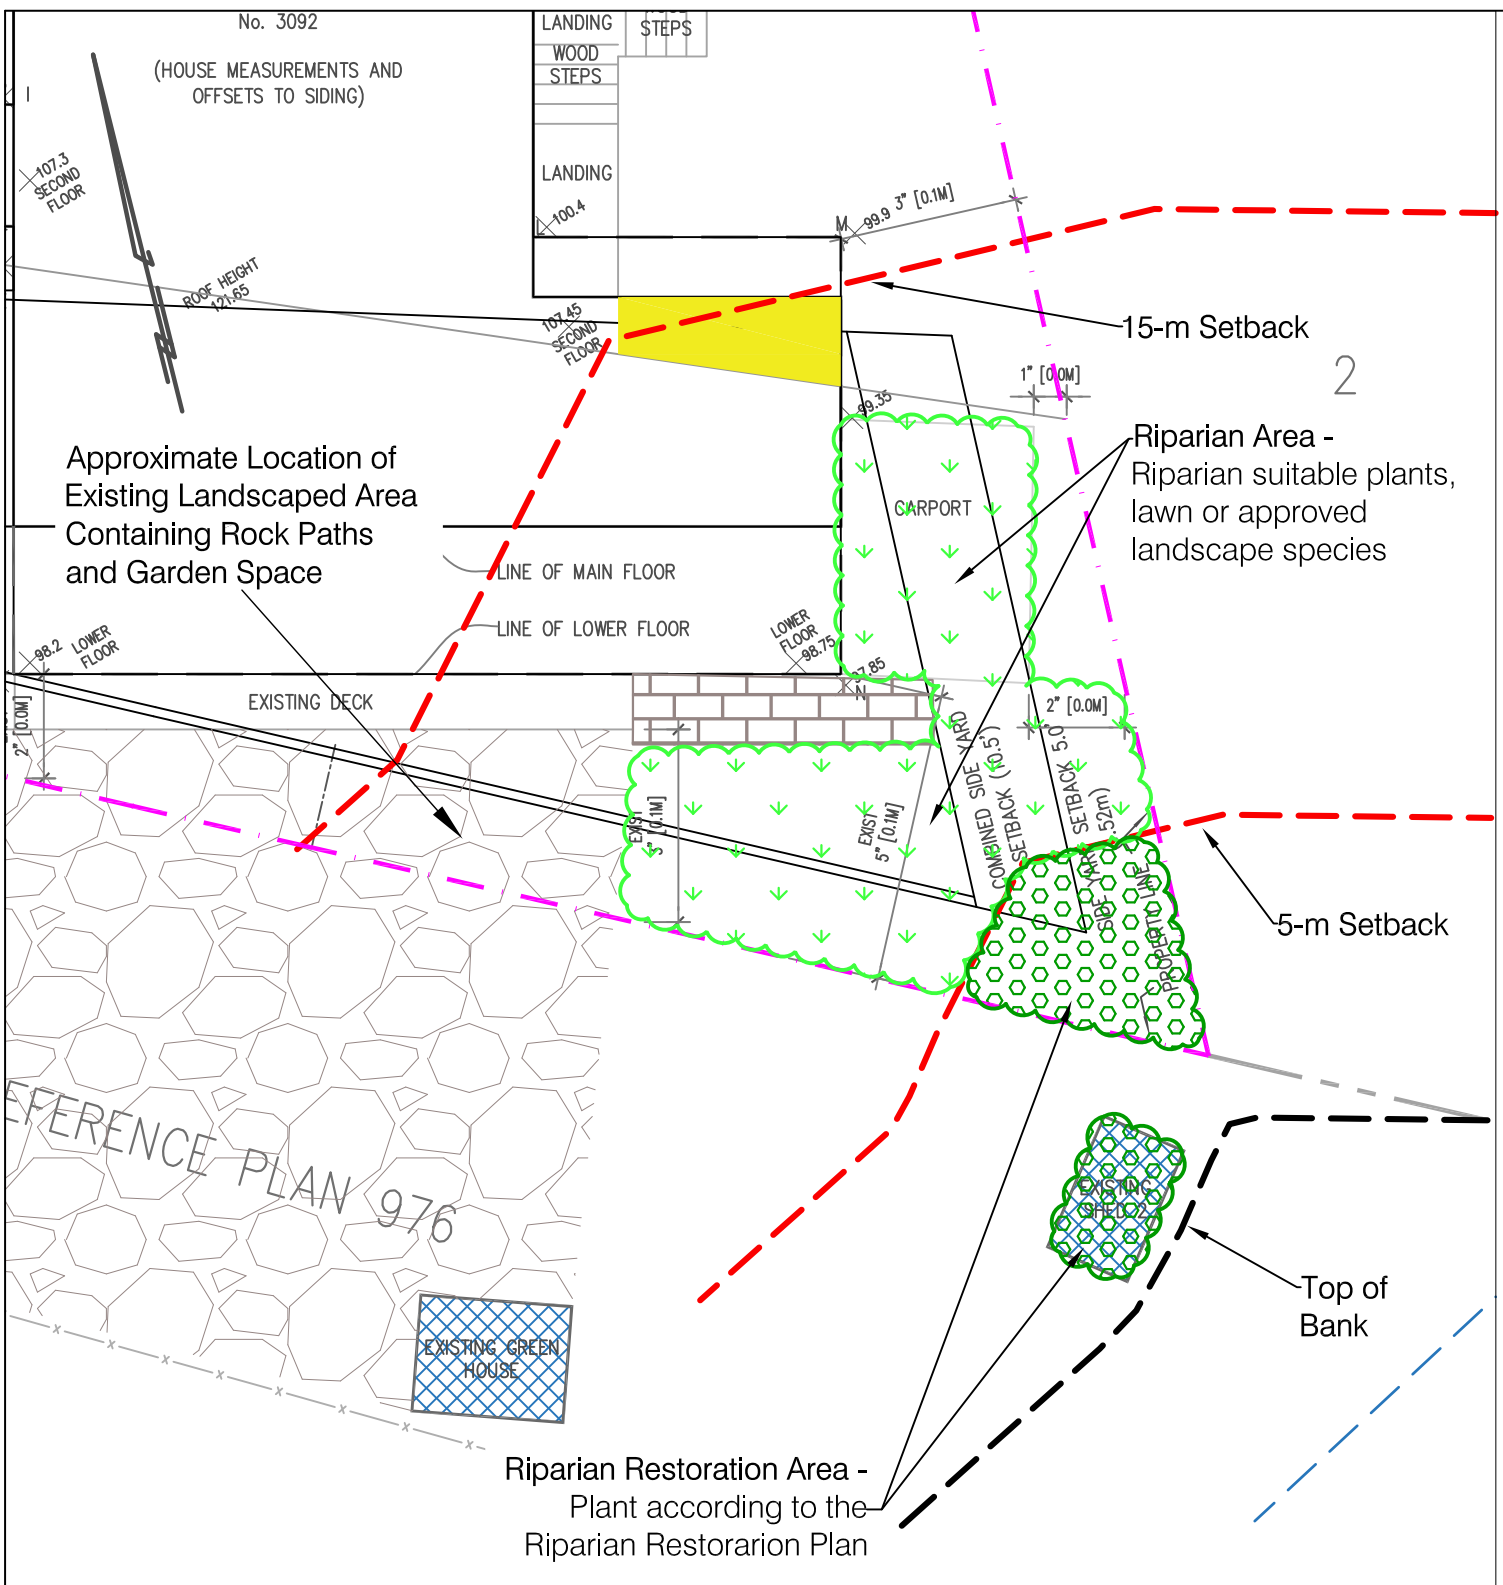 No. 3092
(HOUSE MEASUREMENTS AND
OFFSETS TO SIDING)
LANDING
STEPS
WOOD
STEPS
LANDING
107.3
SECOND
FLOOR
L
100.4
M
99.9
3" [0.1M]
ROOF HEIGHT
121.65
107.45
SECOND
FLOOR
15-m Setback
2
1" [0.0M]
99.35
Approximate Location of
Existing Landscaped Area
Containing Rock Paths
and Garden Space
Riparian Area -
Riparian suitable plants,
lawn or approved
landscape species
CARPORT
LINE OF MAIN FLOOR
LINE OF LOWER FLOOR
98.2
LOWER
FLOOR
LOWER
FLOOR
98.75
97.85
N
EXISTING DECK
2" [0.0M]
2" [0.0M]
EXIST
5" [0.1M]
EXIST
5" [0.1M]
COMBINED SIDE YARD
SETBACK (10.5')
SIDE YARD SETBACK 5.0'
.52m)
PROPERTY LINE
5-m Setback
EFERENCE PLAN 976
EXISTING
SHED 2
Top of
Bank
EXISTING GREEN
HOUSE
Riparian Restoration Area -
Plant according to the
Riparian Restorarion Plan